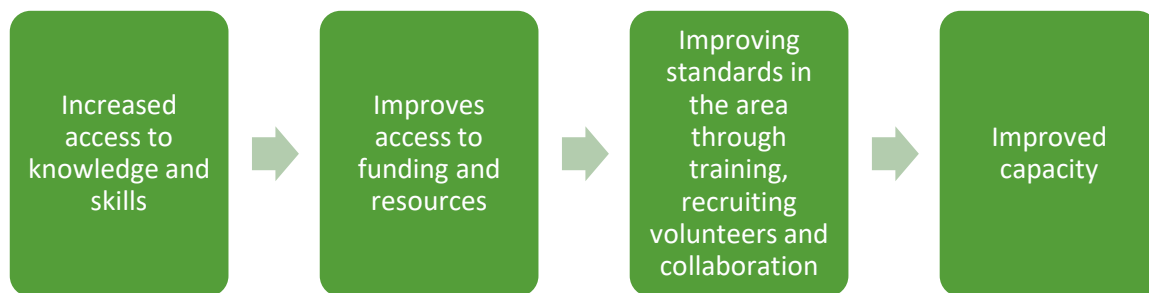 Increased
access to
knowledge and
skills
Improves
access to
funding and
resources
Improving
standards in
the area
through
training,
recruiting
volunteers and
collaboration
Improved
capacity